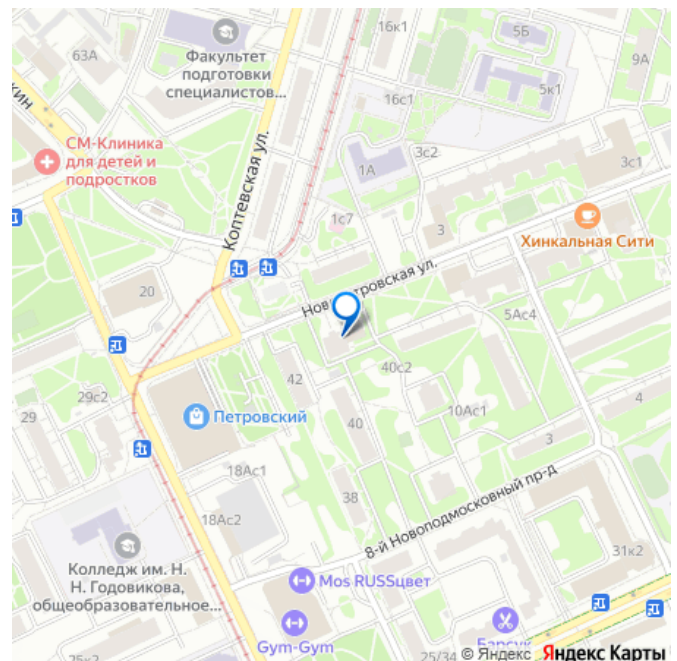 16к1
5Б
63А
Факультет
подготовки
специалистов...
9А
5к1
16с1
СМ-Клиника
для детей и
подростков
Коптевская ул.
3с2
1А
3с1
1с7
3
Хинкальная Сити
20
5Ас4
29с2
42
40с2
29
Петровский
40
10Ас1
4
3
18Ас1
38
8-й Новоподмосковный пр-д
18Ас2
31к2
Колледж им. Н.
Н. Годовикова,
общеобразовательное...
Mos RUSSцвет
Gym-Gym
25к2
25/34
© Яндекс Яндекс Карты